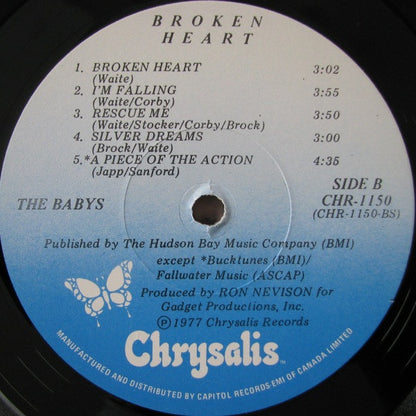 BROKEN
HEART
1. BROKEN HEART 3:02
(Waite)
2. I'M FALLING 3:55
(Waite/Corby)
3. RESCUE ME 3:50
(Waite/Stocker/Corby/Brock)
4. SILVER DREAMS 3:00
(Brock/Waite)
5.*A PIECE OF THE ACTION 4:35
(Japp/Sanford)
SIDE B
THE BABYS CHR-1150
(CHR-1150-BS)
Published by The Hudson Bay Music Company (BMI)
except *Bucktunes (BMI)/
Fallwater Music (ASCAP)
Produced by RON NEVISON for
Gadget Productions, Inc.
Ⓟ 1977 Chrysalis Records
Chrysalis™
MANUFACTURED AND DISTRIBUTED BY CAPITOL RECORDS-EMI OF CANADA LIMITED